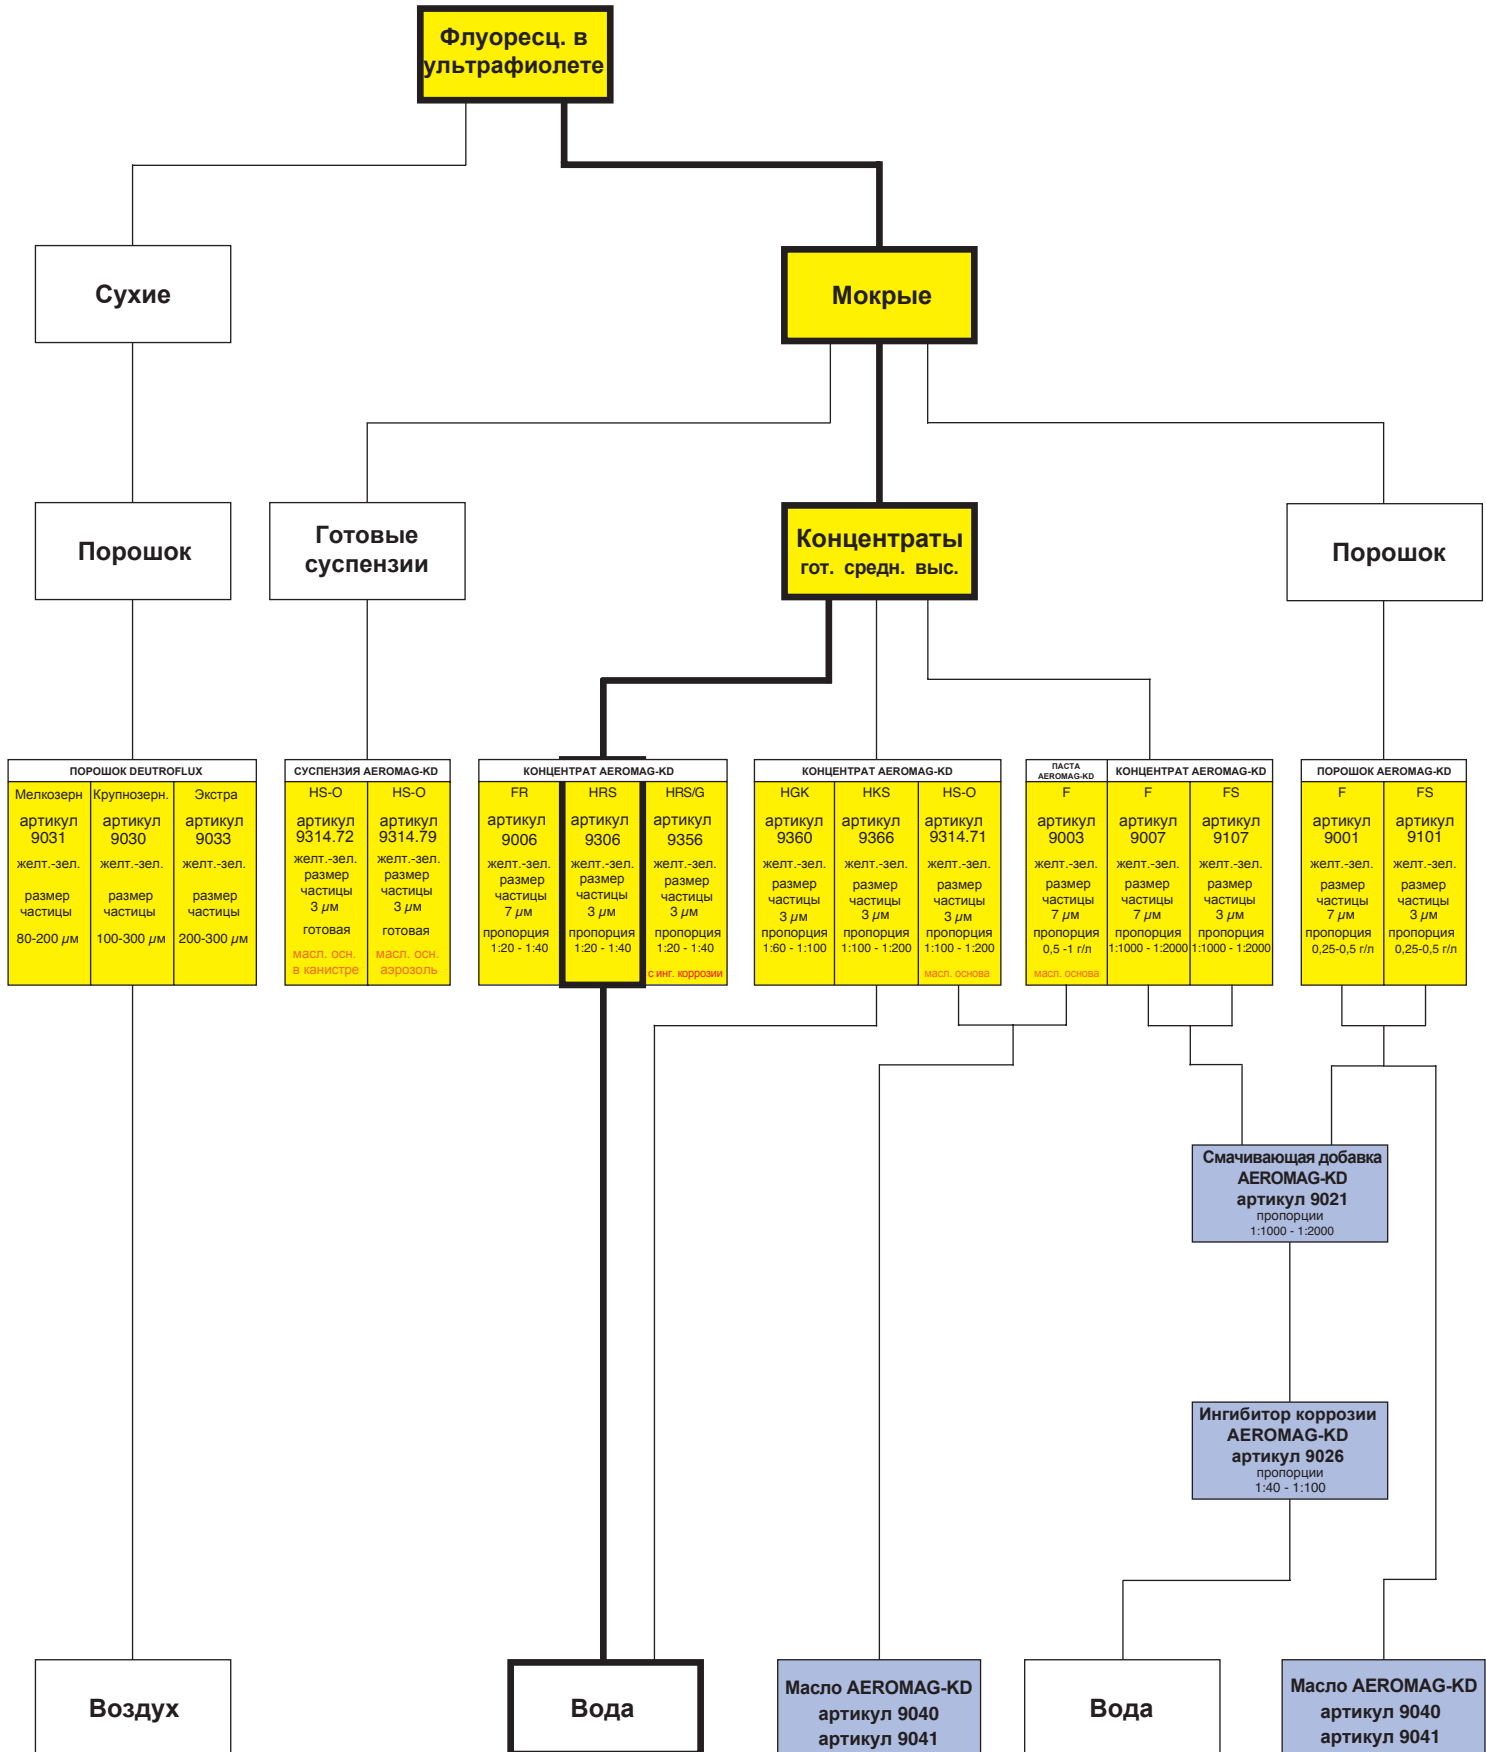 Флуоресц. в
ультрафиолете
Сухие
Мокрые
Порошок
Готовые
суспензии
Концентраты
гот. средн. выс.
Порошок
ПОРОШОК DEUTROFLUX
Мелкозерн
артикул
9031
желт.-зел.
размер
частицы
80-200 µм
Крупнозерн.
артикул
9030
желт.-зел.
размер
частицы
100-300 µм
Экстра
артикул
9033
желт.-зел.
размер
частицы
200-300 µм
СУСПЕНЗИЯ AEROMAG-KD
HS-O
артикул
9314.72
желт.-зел.
размер
частицы
3 µм
готовая
масл. осн.
в канистре
HS-O
артикул
9314.79
желт.-зел.
размер
частицы
3 µм
готовая
масл. осн.
аэрозоль
КОНЦЕНТРАТ AEROMAG-KD
FR
артикул
9006
желт.-зел.
размер
частицы
7 µм
пропорция
1:20 - 1:40
HRS
артикул
9306
желт.-зел.
размер
частицы
3 µм
пропорция
1:20 - 1:40
HRS/G
артикул
9356
желт.-зел.
размер
частицы
3 µм
пропорция
1:20 - 1:40
с инг. коррозии
КОНЦЕНТРАТ AEROMAG-KD
HGK
артикул
9360
желт.-зел.
размер
частицы
3 µм
пропорция
1:60 - 1:100
HKS
артикул
9366
желт.-зел.
размер
частицы
3 µм
пропорция
1:100 - 1:200
HS-O
артикул
9314.71
желт.-зел.
размер
частицы
3 µм
пропорция
1:100 - 1:200
масл. основа
ПАСТА
AEROMAG-KD
F
артикул
9003
желт.-зел.
размер
частицы
7 µм
пропорция
0,5 -1 г/л
масл. основа
КОНЦЕНТРАТ AEROMAG-KD
F
артикул
9007
желт.-зел.
размер
частицы
7 µм
пропорция
1:1000 - 1:2000
FS
артикул
9107
желт.-зел.
размер
частицы
3 µм
пропорция
1:1000 - 1:2000
ПОРОШОК AEROMAG-KD
F
артикул
9001
желт.-зел.
размер
частицы
7 µм
пропорция
0,25-0,5 г/л
FS
артикул
9101
желт.-зел.
размер
частицы
3 µм
пропорция
0,25-0,5 г/л
Смачивающая добавка
AEROMAG-KD
артикул 9021
пропорции
1:1000 - 1:2000
Ингибитор коррозии
AEROMAG-KD
артикул 9026
пропорции
1:40 - 1:100
Воздух
Вода
Масло AEROMAG-KD
артикул 9040
артикул 9041
Вода
Масло AEROMAG-KD
артикул 9040
артикул 9041